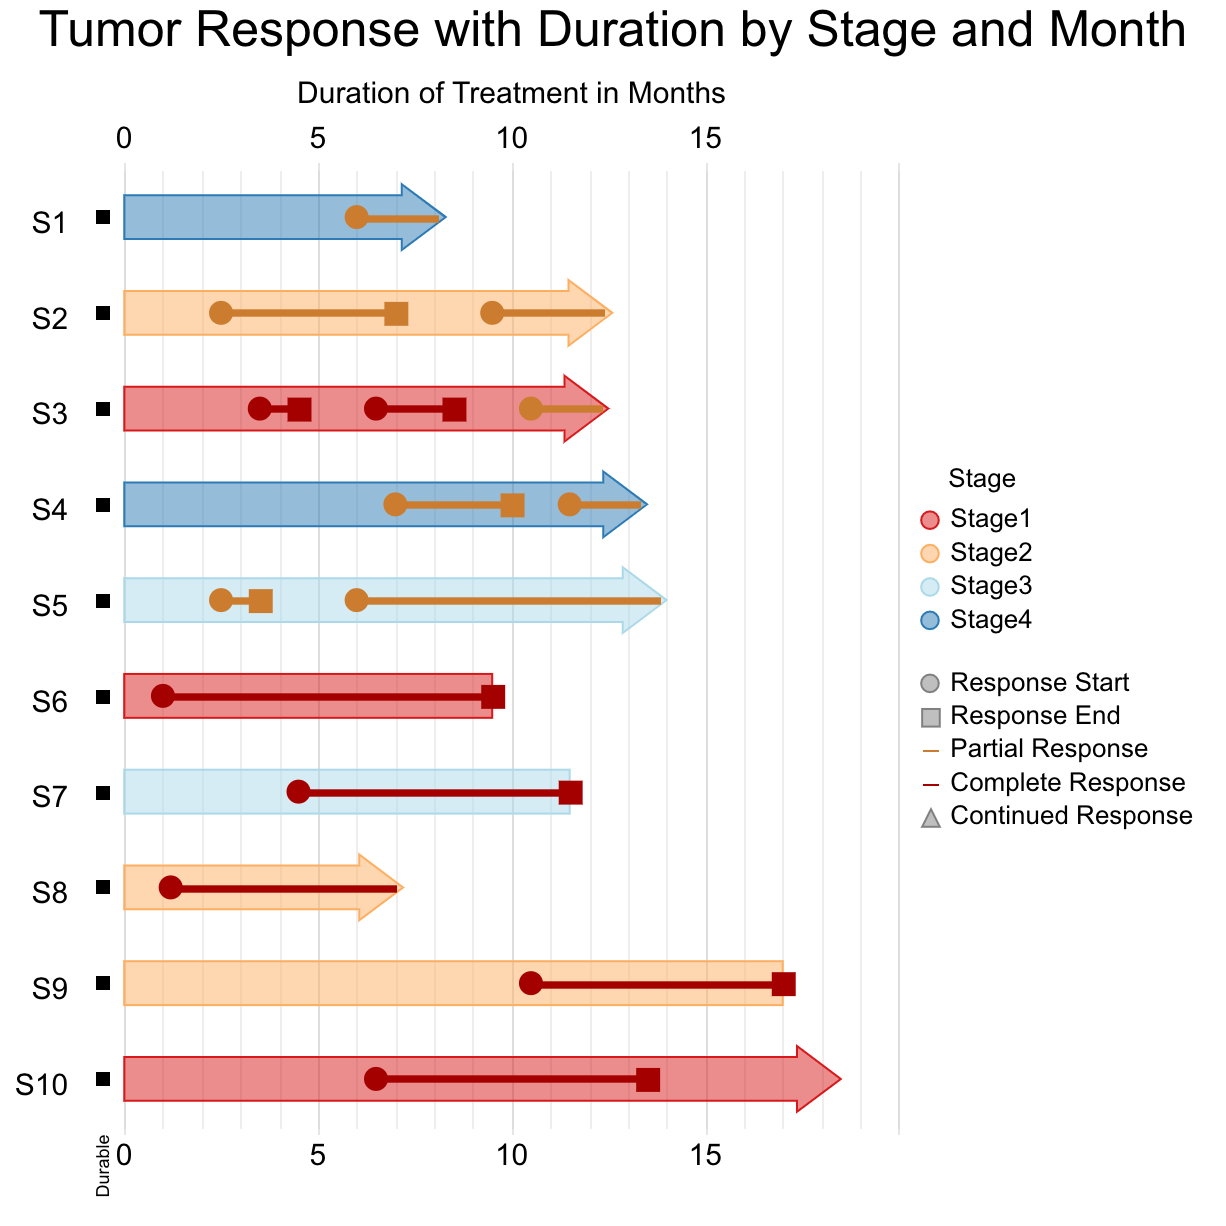 Tumor Response with Duration by Stage and Month
Duration of Treatment in Months
0 5 10 15
S1
S2
S3
S4
S5
S6
S7
S8
S9
S10
Stage
Stage1
Stage2
Stage3
Stage4
Response Start
Response End
Partial Response
Complete Response
Continued Response
Durable
0 5 10 15